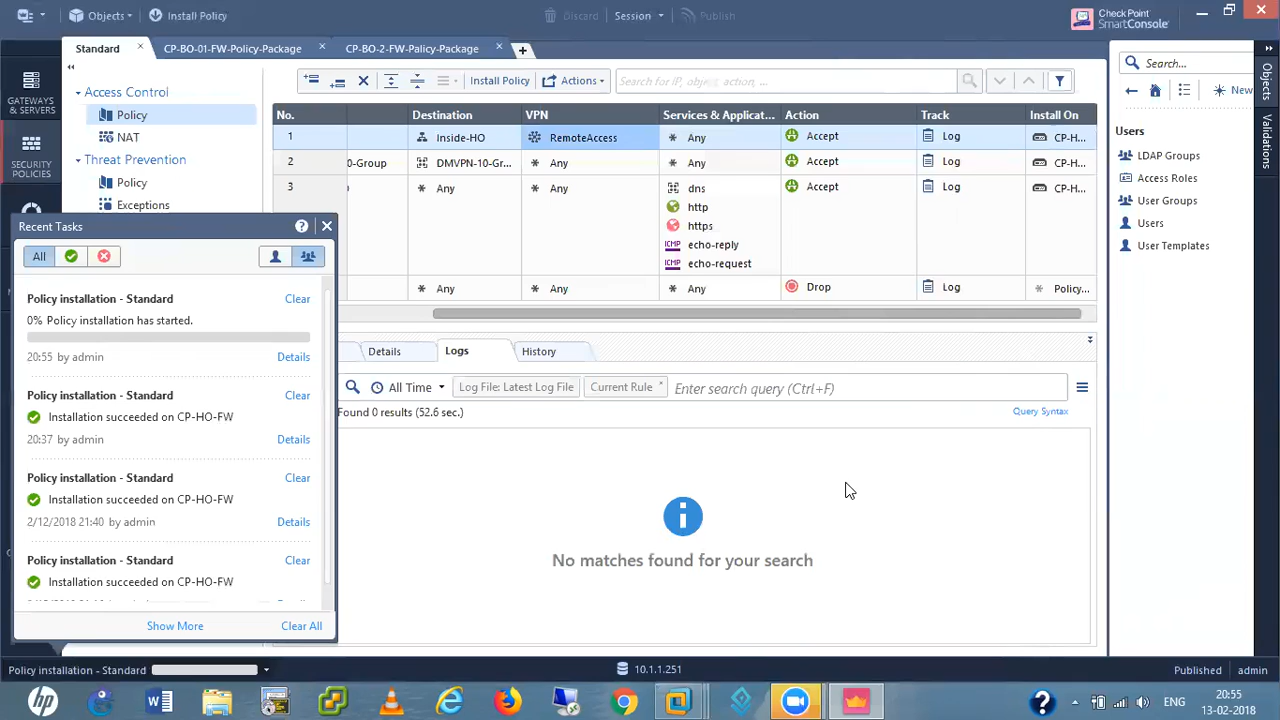 Objects
Install Policy
Discard
Session
Publish
Check Point
SmartConsole
Standard
CP-BO-01-FW-Policy-Package
CP-BO-2-FW-Palicy-Package
GATEWAYS
& SERVERS
SECURITY
POLICIES
Access Control
Policy
NAT
Threat Prevention
Policy
Exceptions
Install Policy
Actions
Search for IP, object, action, ...
No.
Destination
VPN
Services & Applicat...
Action
Track
Install On
1
Inside-HO
RemoteAccess
Any
Accept
Log
CP-H...
2
0-Group
DMVPN-10-Gr...
Any
Any
Accept
Log
CP-H...
3
Any
Any
dns
http
https
ICMP echo-reply
ICMP echo-request
Accept
Log
CP-H...
Any
Any
Any
Drop
Log
Policy...
Recent Tasks
All
Policy installation - Standard
Clear
0% Policy installation has started.
20:55 by admin
Details
Policy installation - Standard
Clear
Installation succeeded on CP-HO-FW
20:37 by admin
Details
Policy installation - Standard
Clear
Installation succeeded on CP-HO-FW
2/12/2018 21:40 by admin
Details
Policy installation - Standard
Clear
Installation succeeded on CP-HO-FW
Show More
Clear All
Details
Logs
History
All Time
Log File: Latest Log File
Current Rule
Enter search query (Ctrl+F)
Found 0 results (52.6 sec.)
Query Syntax
No matches found for your search
Search...
New
Users
LDAP Groups
Access Roles
User Groups
Users
User Templates
Objects
Validations
Policy installation - Standard
10.1.1.251
Published
admin
ENG
20:55
13-02-2018